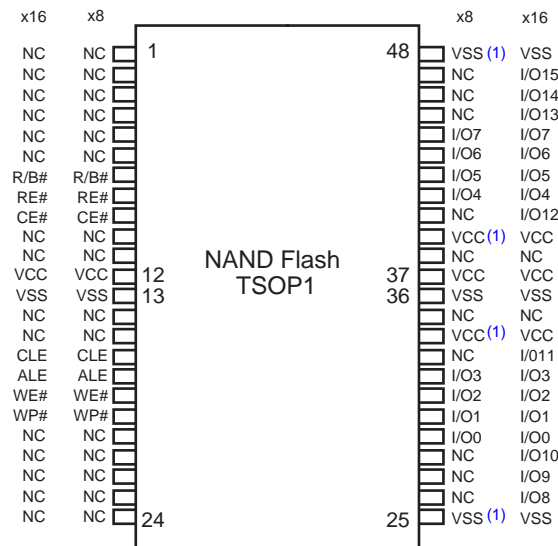 x16 x8 x8 x16
NC NC 1 48 VSS (1) VSS
NC NC NC I/O15
NC NC NC I/O14
NC NC NC I/O13
NC NC I/O7 I/O7
NC NC I/O6 I/O6
R/B# R/B# I/O5 I/O5
RE# RE# I/O4 I/O4
CE# CE# NC I/O12
NC NC VCC (1) VCC
NC NC NAND Flash NC NC
VCC VCC 12 TSOP1 37 VCC VCC
VSS VSS 13 36 VSS VSS
NC NC NC NC
NC NC VCC (1) VCC
CLE CLE NC I/011
ALE ALE I/O3 I/O3
WE# WE# I/O2 I/O2
WP# WP# I/O1 I/O1
NC NC I/O0 I/O0
NC NC NC I/O10
NC NC NC I/O9
NC NC NC I/O8
NC NC 24 25 VSS (1) VSS